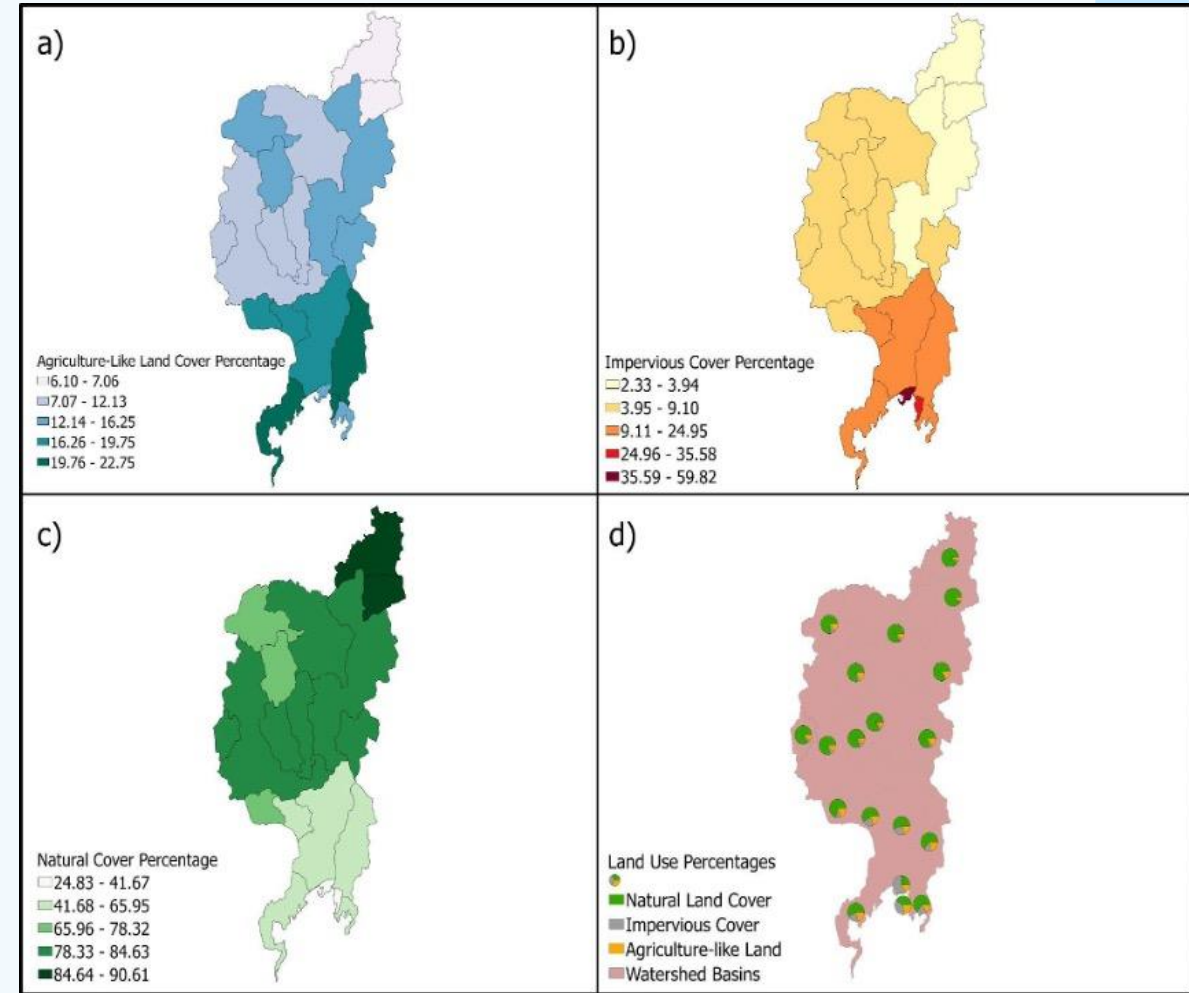 a)
Agriculture-Like Land Cover Percentage
6.10 - 7.06
7.07 - 12.13
12.14 - 16.25
16.26 - 19.75
19.76 - 22.75
b)
Impervious Cover Percentage
2.33 - 3.94
3.95 - 9.10
9.11 - 24.95
24.96 - 35.58
35.59 - 59.82
c)
Natural Cover Percentage
24.83 - 41.67
41.68 - 65.95
65.96 - 78.32
78.33 - 84.63
84.64 - 90.61
d)
Land Use Percentages
Natural Land Cover
Impervious Cover
Agriculture-like Land
Watershed Basins